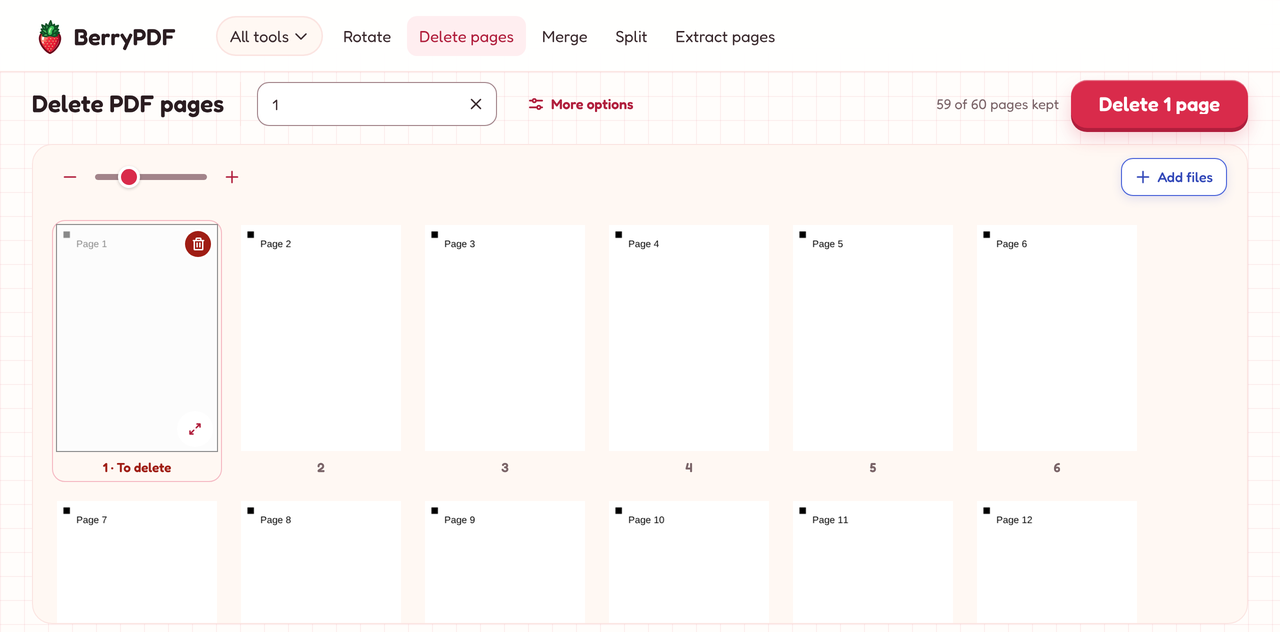 BerryPDF
All tools
Rotate
Delete pages
Merge
Split
Extract pages
Delete PDF pages
1
More options
59 of 60 pages kept
Delete 1 page
Add files
Page 1
Page 2
Page 3
Page 4
Page 5
Page 6
1 · To delete
2
3
4
5
6
Page 7
Page 8
Page 9
Page 10
Page 11
Page 12